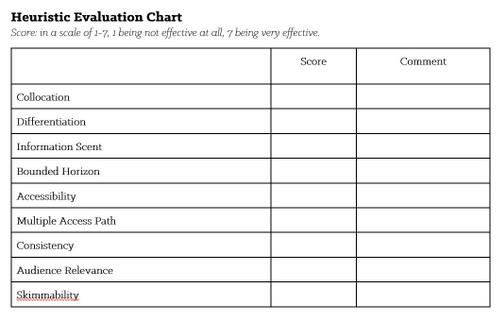 Heuristic Evaluation Chart
Score: in a scale of 1-7, 1 being not effective at all, 7 being very effective.
Score Comment
Collocation
Differentiation
Information Scent
Bounded Horizon
Accessibility
Multiple Access Path
Consistency
Audience Relevance
Skimmability